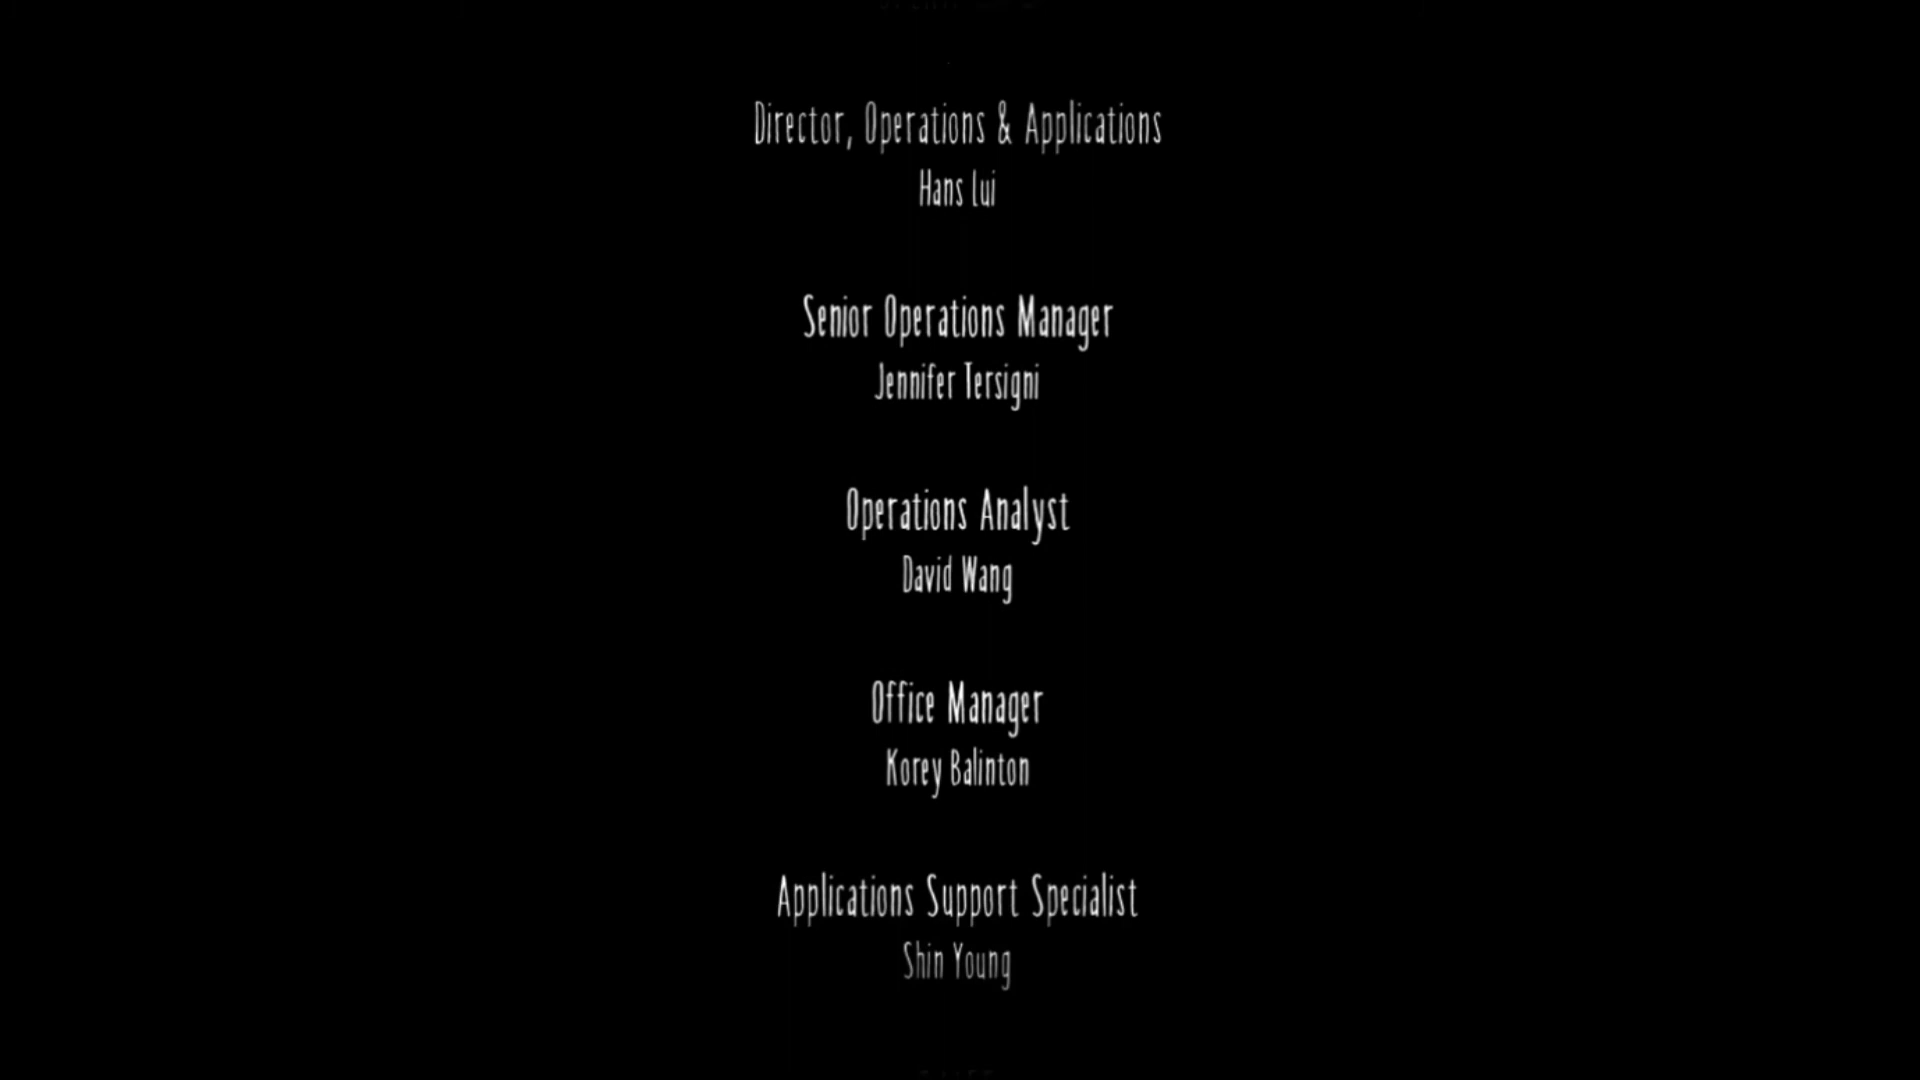 Director, Operations & Applications
Hans Lui
Senior Operations Manager
Jennifer Tersigni
Operations Analyst
David Wang
Office Manager
Korey Balinton
Applications Support Specialist
Shin Young